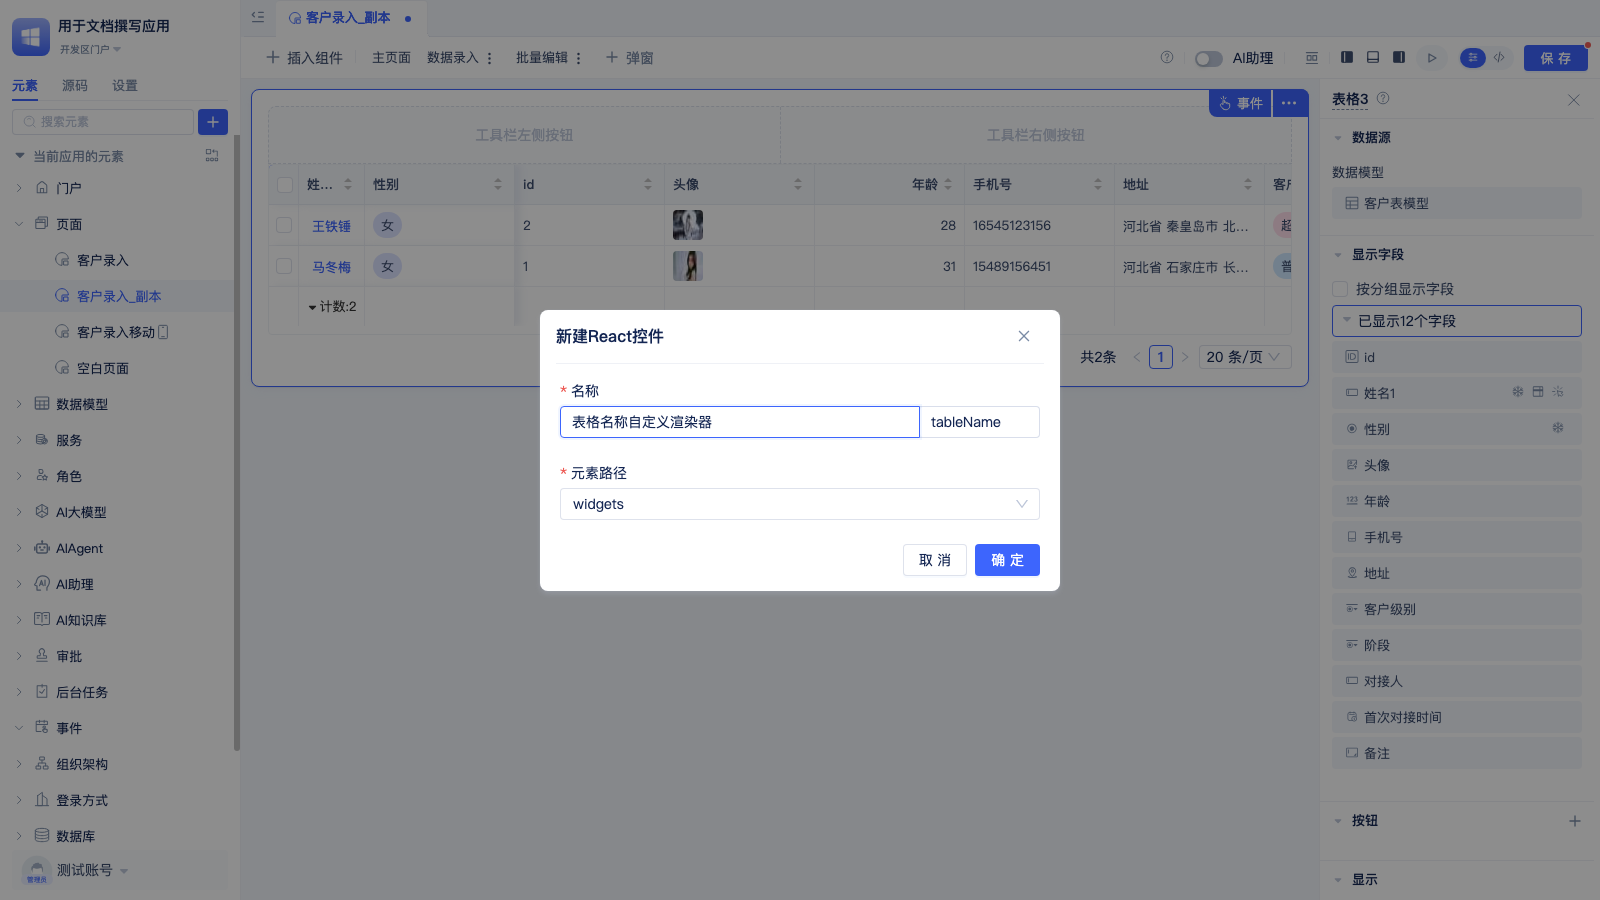 用于文档撰写应用
开发区门户
元素 源码 设置
搜索元素
当前应用的元素
门户
页面
客户录入
客户录入_副本
客户录入移动
空白页面
数据模型
服务
角色
AI大模型
AIAgent
AI助理
AI知识库
审批
后台任务
事件
组织架构
登录方式
数据库
管理员
测试账号
客户录入_副本
插入组件 主页面 数据录入 批量编辑 弹窗
AI助理
保 存
事件
工具栏左侧按钮 工具栏右侧按钮
姓... 性别 id 头像 年龄 手机号 地址 客户
王铁锤 女 2 28 16545123156 河北省 秦皇岛市 北... 超
马冬梅 女 1 31 15489156451 河北省 石家庄市 长... 普
计数:2
共2条 1 20 条/页
新建React控件
* 名称
表格名称自定义渲染器 tableName
* 元素路径
widgets
取 消 确 定
表格3
数据源
数据模型
客户表模型
显示字段
按分组显示字段
已显示12个字段
id
姓名1
性别
头像
123 年龄
手机号
地址
客户级别
阶段
对接人
首次对接时间
备注
按钮
显示